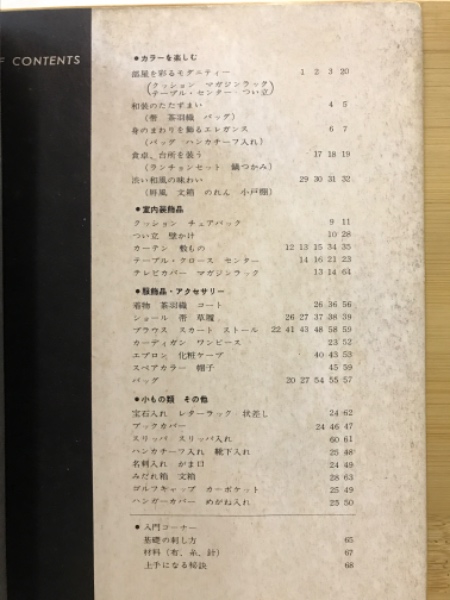 F CONTENTS
●カラーを楽しむ
部屋を彩るモダニティー 1 2 3 20
(クッション マガジンラック
テーブル・センター つい立)
和装のたたずまい 4 5
(帯 茶羽織 バッグ)
身のまわりを飾るエレガンス 6 7
(バッグ ハンカチーフ入れ)
食卓、台所を装う 17 18 19
(ランチョンセット 鍋つかみ)
渋い和風の味わい 29 30 31 32
(屏風 文箱 のれん 小戸棚)
●室内装飾品
クッション チェアバック 9 11
つい立 壁かけ 10 28
カーテン 敷もの 12 13 15 34 35
テーブル・クロース センター 14 16 21 23
テレビカバー マガジンラック 13 14 61
●服飾品・アクセサリー
着物 茶羽織 コート 26 36 56
ショール 帯 草履 26 27 37 38 39
ブラウス スカート ストール 22 41 43 48 58 59
カーディガン ワンピース 23 52
エプロン 化粧ケープ 40 43 53
スペアカラー 帽子 45 59
バッグ 20 27 54 55 57
●小もの類 その他
宝石入れ レターラック 状差し 24 62
ブックカバー 24 46 47
スリッパ スリッパ入れ 60 61
ハンカチーフ入れ 靴下入れ 25 48
名刺入れ がま口 24 49
みだれ箱 文箱 28 63
ゴルフキャップ カーポケット 25 49
ハンガーカバー めがね入れ 25 50
●入門コーナー
基礎の刺し方 65
材料(布、糸、針) 67
上手になる秘訣 68